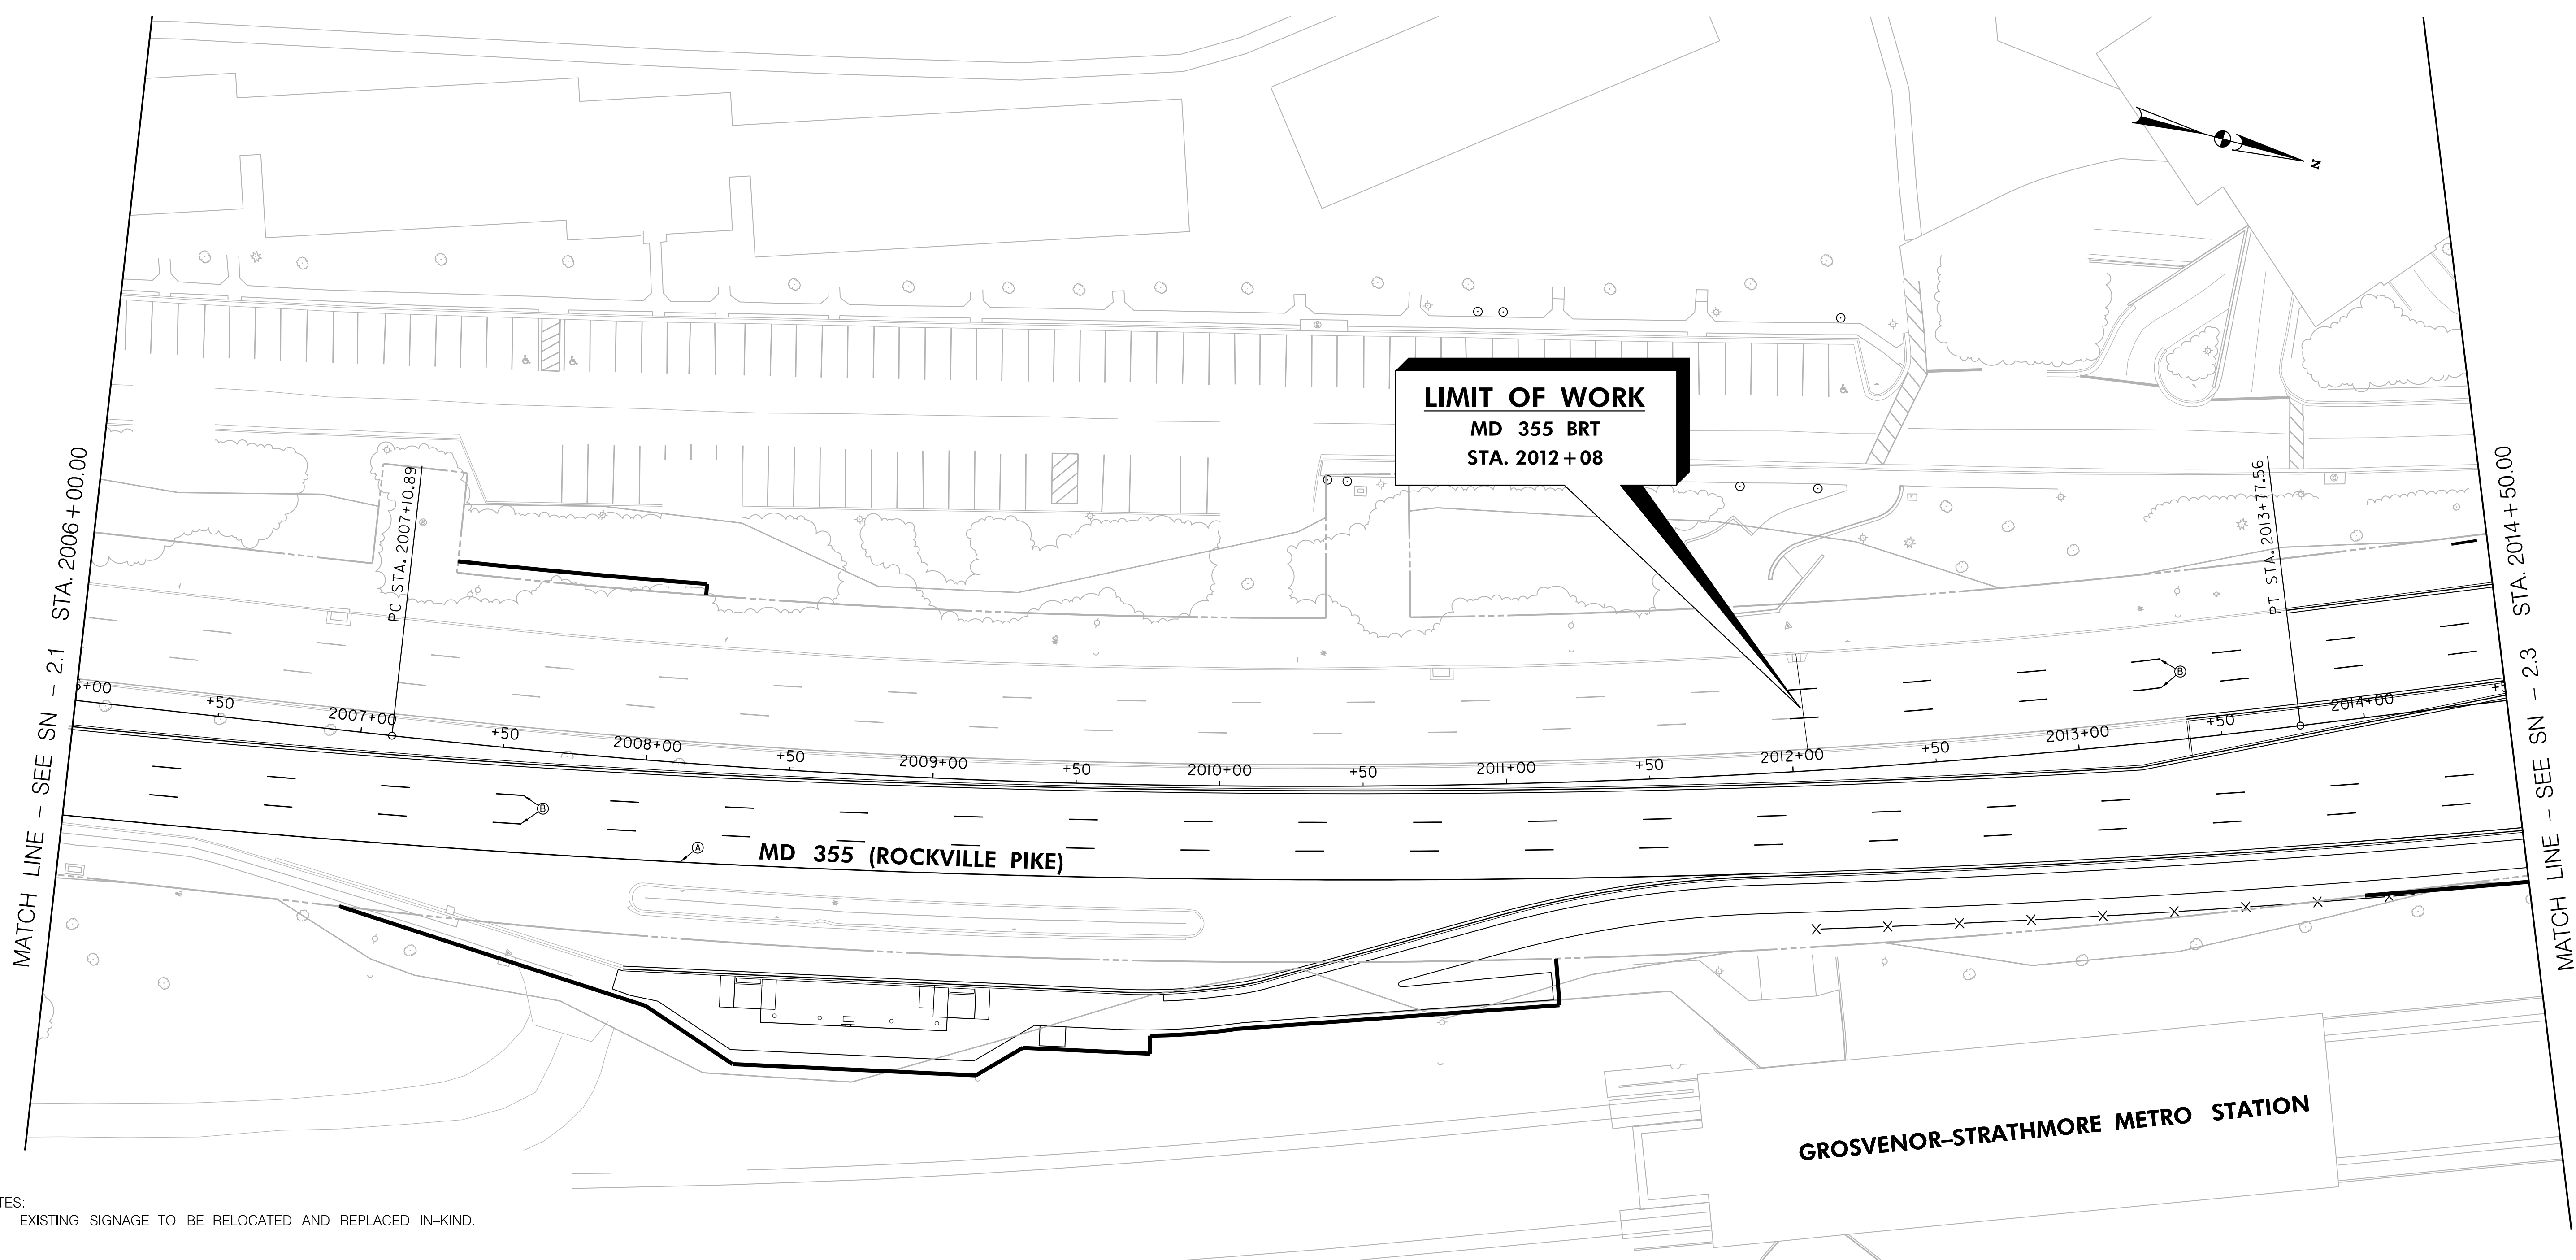 LIMIT OF WORK
MD 355 BRT
STA. 2012+08
N
MATCH LINE - SEE SN - 2.1 STA. 2006+00.00
MATCH LINE - SEE SN - 2.3 STA. 2014+50.00
PC STA. 2007+10.89
PT STA. 2013+77.56
+00
+50
2007+00
+50
2008+00
+50
2009+00
+50
2010+00
+50
2011+00
+50
2012+00
+50
2013+00
+50
2014+00
B
B
A
MD 355 (ROCKVILLE PIKE)
GROSVENOR-STRATHMORE METRO STATION
TES:
EXISTING SIGNAGE TO BE RELOCATED AND REPLACED IN-KIND.